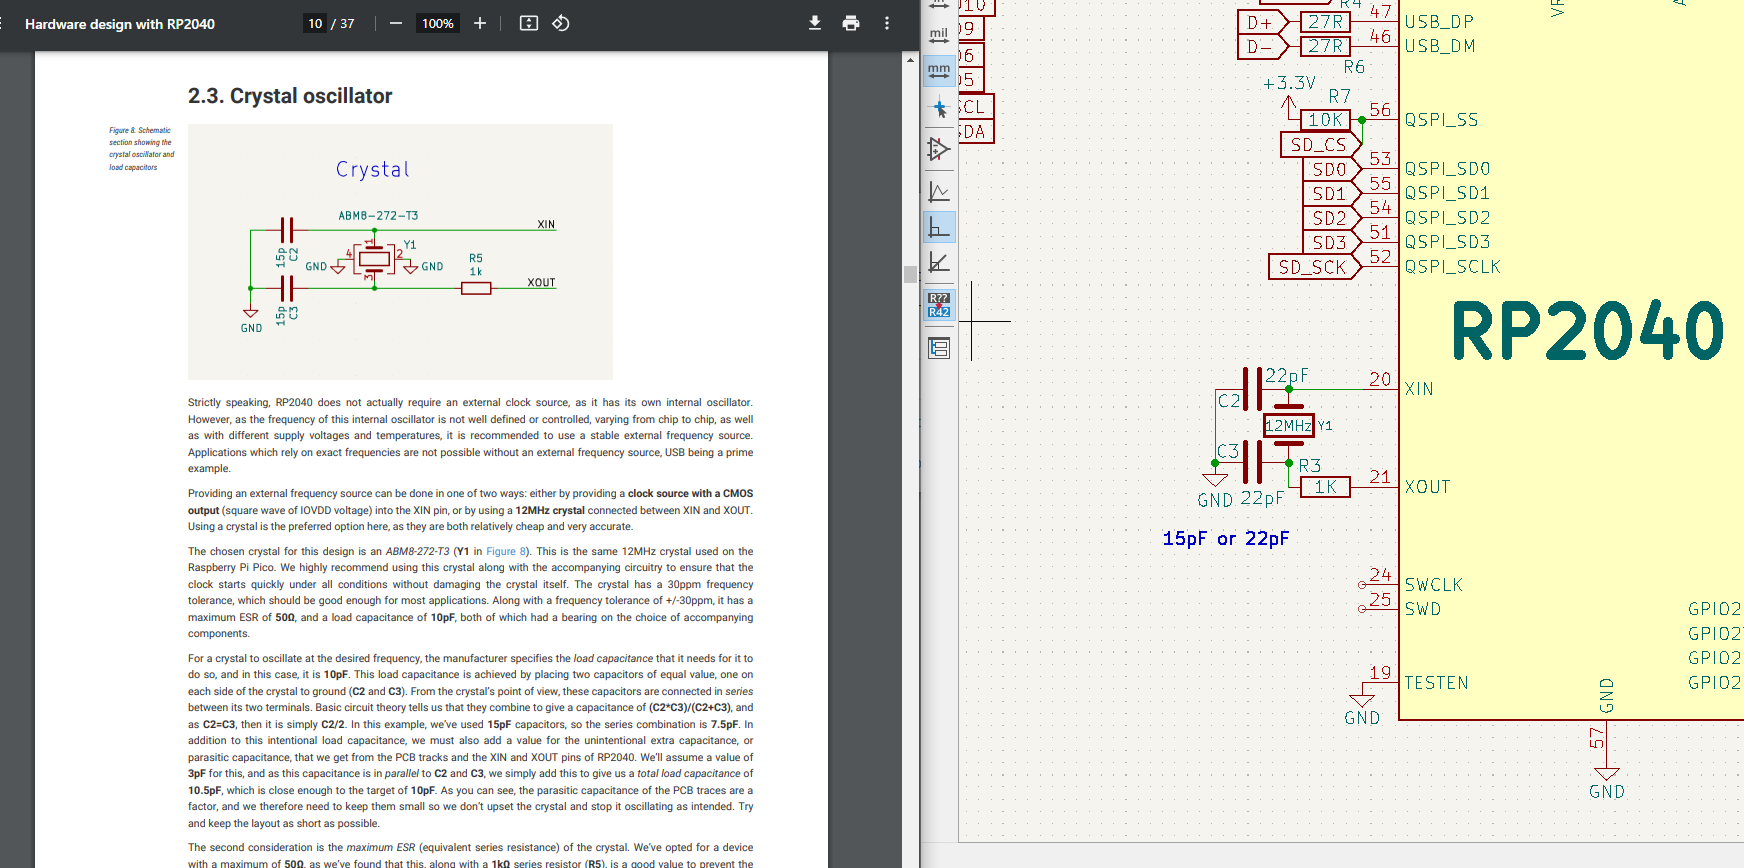 Hardware design with RP2040
10 / 37
100%
2.3. Crystal oscillator
Figure 8. Schematic
section showing the
crystal oscillator and
load capacitors
Crystal
ABM8-272-T3
XIN
15p
C2
1
4
Y1
2
GND
GND
3
R5
1k
XOUT
15p
C3
GND
Strictly speaking, RP2040 does not actually require an external clock source, as it has its own internal oscillator.
However, as the frequency of this internal oscillator is not well defined or controlled, varying from chip to chip, as well
as with different supply voltages and temperatures, it is recommended to use a stable external frequency source.
Applications which rely on exact frequencies are not possible without an external frequency source, USB being a prime
example.
Providing an external frequency source can be done in one of two ways: either by providing a clock source with a CMOS
output (square wave of IOVDD voltage) into the XIN pin, or by using a 12MHz crystal connected between XIN and XOUT.
Using a crystal is the preferred option here, as they are both relatively cheap and very accurate.
The chosen crystal for this design is an ABM8-272-T3 (Y1 in Figure 8). This is the same 12MHz crystal used on the
Raspberry Pi Pico. We highly recommend using this crystal along with the accompanying circuitry to ensure that the
clock starts quickly under all conditions without damaging the crystal itself. The crystal has a 30ppm frequency
tolerance, which should be good enough for most applications. Along with a frequency tolerance of +/-30ppm, it has a
maximum ESR of 50Ω, and a load capacitance of 10pF, both of which had a bearing on the choice of accompanying
components.
For a crystal to oscillate at the desired frequency, the manufacturer specifies the load capacitance that it needs for it to
do so, and in this case, it is 10pF. This load capacitance is achieved by placing two capacitors of equal value, one on
each side of the crystal to ground (C2 and C3). From the crystal's point of view, these capacitors are connected in series
between its two terminals. Basic circuit theory tells us that they combine to give a capacitance of (C2*C3)/(C2+C3), and
as C2=C3, then it is simply C2/2. In this example, we've used 15pF capacitors, so the series combination is 7.5pF. In
addition to this intentional load capacitance, we must also add a value for the unintentional extra capacitance, or
parasitic capacitance, that we get from the PCB tracks and the XIN and XOUT pins of RP2040. We'll assume a value of
3pF for this, and as this capacitance is in parallel to C2 and C3, we simply add this to give us a total load capacitance of
10.5pF, which is close enough to the target of 10pF. As you can see, the parasitic capacitance of the PCB traces are a
factor, and we therefore need to keep them small so we don't upset the crystal and stop it oscillating as intended. Try
and keep the layout as short as possible.
The second consideration is the maximum ESR (equivalent series resistance) of the crystal. We've opted for a device
with a maximum of 50Ω, as we've found that this, along with a 1kΩ series resistor (R5), is a good value to prevent the
mil
mm
R??
R42
D+
27R
47
USB_DP
D-
27R
46
USB_DM
R6
+3.3V
R7
10K
56
QSPI_SS
SD_CS
SD0
53
QSPI_SD0
SD1
55
QSPI_SD1
SD2
54
QSPI_SD2
SD3
51
QSPI_SD3
SD_SCK
52
QSPI_SCLK
RP2040
22pF
20
XIN
C2
12MHz
Y1
C3
R3
1K
21
XOUT
GND
22pF
15pF or 22pF
24
SWCLK
25
SWD
GPIO2
GPIO2
GPIO2
19
TESTEN
GPIO2
GND
GND
57
GND